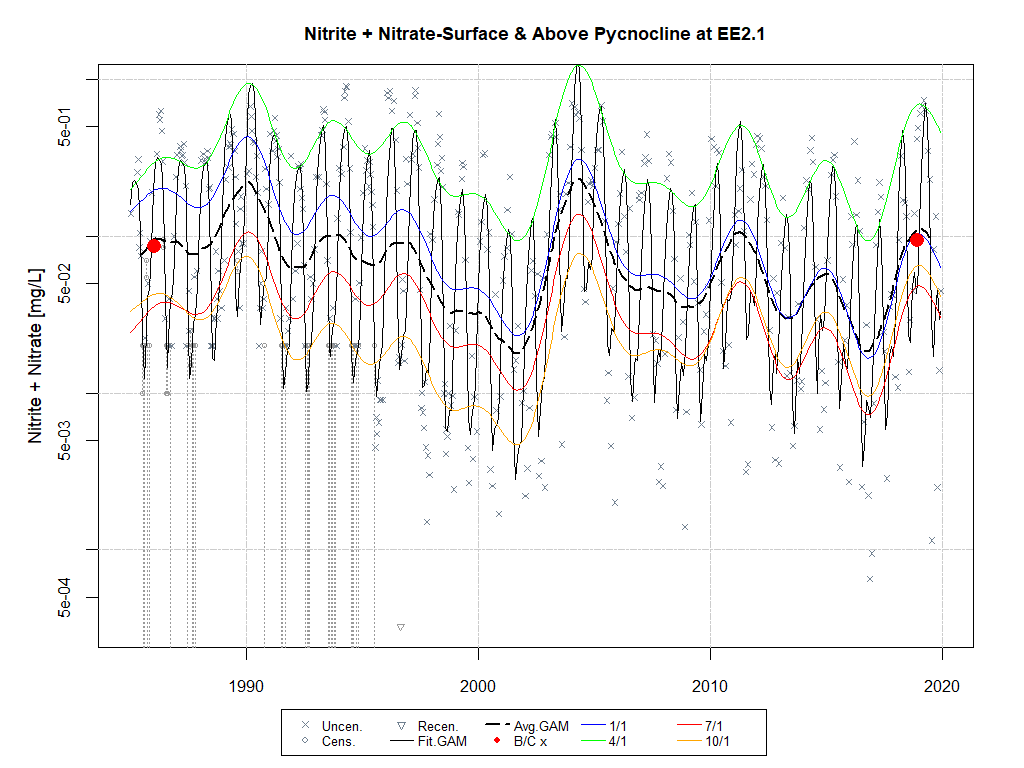 Nitrite + Nitrate-Surface & Above Pycnocline at EE2.1
Nitrite + Nitrate [mg/L]
5e-01
5e-02
5e-03
5e-04
1990 2000 2010 2020
Uncen. Recen. Avg.GAM 1/1 7/1
Cens. Fit.GAM B/C x 4/1 10/1